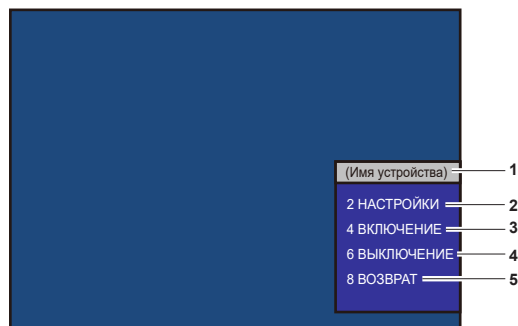 (Имя устройства) 1
2 НАСТРОЙКИ 2
4 ВКЛЮЧЕНИЕ 3
6 ВЫКЛЮЧЕНИЕ 4
8 ВОЗВРАТ 5